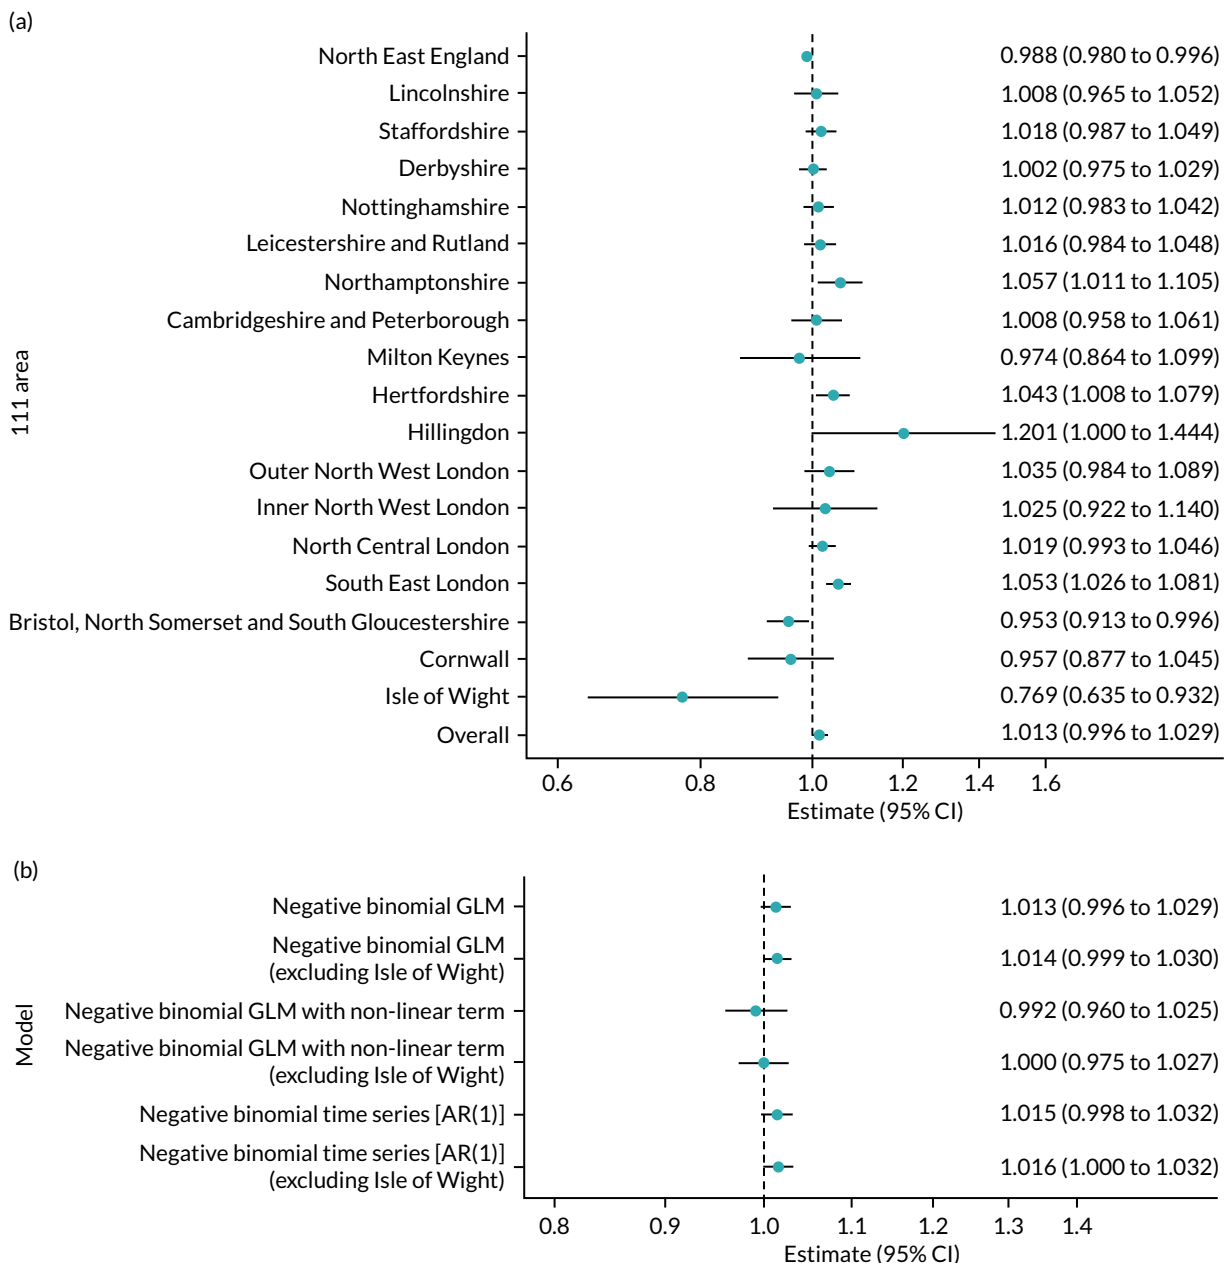 (a)
111 area
North East England 0.988 (0.980 to 0.996)
Lincolnshire 1.008 (0.965 to 1.052)
Staffordshire 1.018 (0.987 to 1.049)
Derbyshire 1.002 (0.975 to 1.029)
Nottinghamshire 1.012 (0.983 to 1.042)
Leicestershire and Rutland 1.016 (0.984 to 1.048)
Northamptonshire 1.057 (1.011 to 1.105)
Cambridgeshire and Peterborough 1.008 (0.958 to 1.061)
Milton Keynes 0.974 (0.864 to 1.099)
Hertfordshire 1.043 (1.008 to 1.079)
Hillingdon 1.201 (1.000 to 1.444)
Outer North West London 1.035 (0.984 to 1.089)
Inner North West London 1.025 (0.922 to 1.140)
North Central London 1.019 (0.993 to 1.046)
South East London 1.053 (1.026 to 1.081)
Bristol, North Somerset and South Gloucestershire 0.953 (0.913 to 0.996)
Cornwall 0.957 (0.877 to 1.045)
Isle of Wight 0.769 (0.635 to 0.932)
Overall 1.013 (0.996 to 1.029)
0.6 0.8 1.0 1.2 1.4 1.6
Estimate (95% CI)
(b)
Model
Negative binomial GLM 1.013 (0.996 to 1.029)
Negative binomial GLM
(excluding Isle of Wight) 1.014 (0.999 to 1.030)
Negative binomial GLM with non-linear term 0.992 (0.960 to 1.025)
Negative binomial GLM with non-linear term
(excluding Isle of Wight) 1.000 (0.975 to 1.027)
Negative binomial time series [AR(1)] 1.015 (0.998 to 1.032)
Negative binomial time series [AR(1)]
(excluding Isle of Wight) 1.016 (1.000 to 1.032)
0.8 0.9 1.0 1.1 1.2 1.3 1.4
Estimate (95% CI)